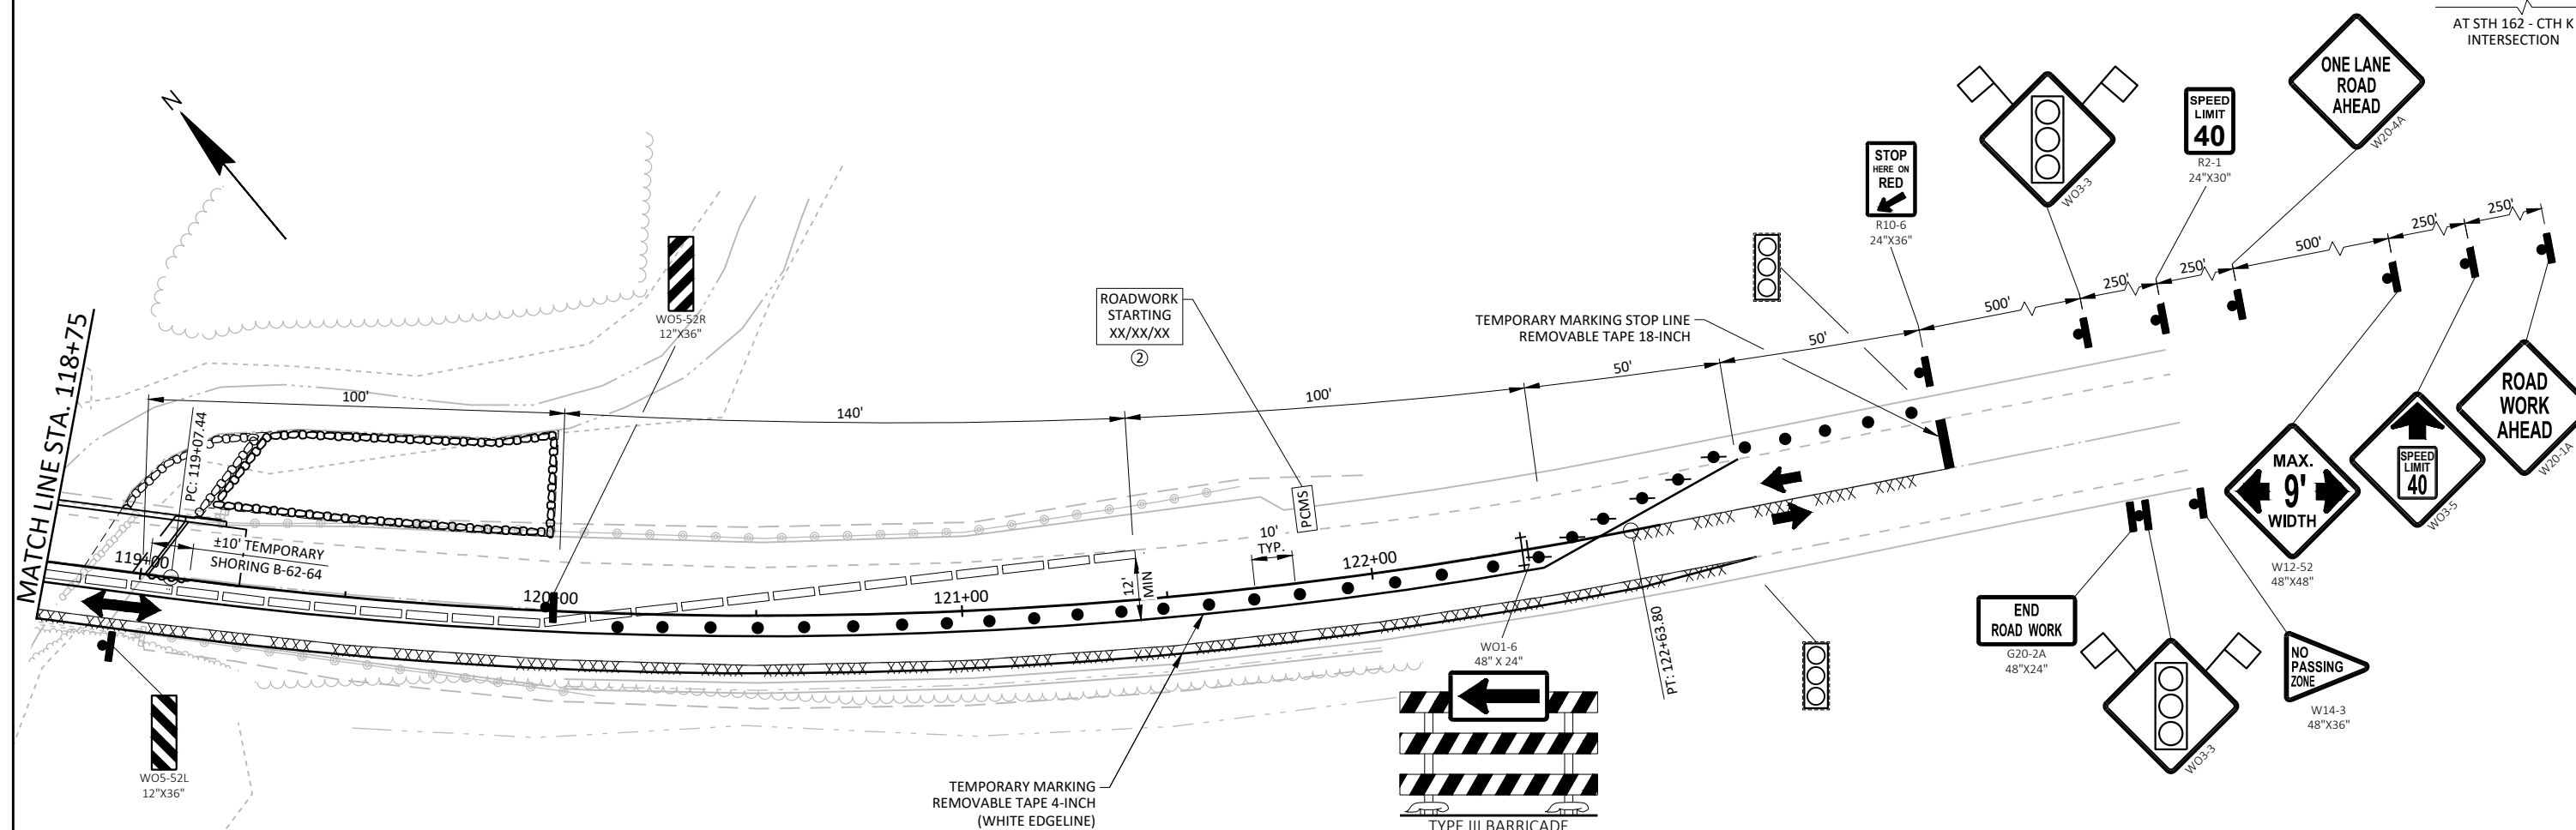 AT STH 162 - CTH K
INTERSECTION
ONE LANE
ROAD
AHEAD
W20-4A
WO3-3
SPEED
LIMIT
40
R2-1
24"X30"
STOP
HERE ON
RED
R10-6
24"X36"
N
WO5-52R
12"X36"
ROADWORK
STARTING
XX/XX/XX
2
TEMPORARY MARKING STOP LINE
REMOVABLE TAPE 18-INCH
100'
140'
100'
50'
50'
500'
250'
250'
500'
250'
250'
MATCH LINE STA. 118+75
PC: 119+07.44
±10' TEMPORARY
SHORING B-62-64
119+00
120+00
121+00
122+00
12'
MIN
10'
TYP.
PCMS
PT: 122+63.80
WO5-52L
12"X36"
TEMPORARY MARKING
REMOVABLE TAPE 4-INCH
(WHITE EDGELINE)
WO1-6
48" X 24"
TYPE III BARRICADE
END
ROAD WORK
G20-2A
48"X24"
WO3-3
NO
PASSING
ZONE
W14-3
48"X36"
MAX.
9'
WIDTH
W12-52
48"X48"
SPEED
LIMIT
40
WO3-5
ROAD
WORK
AHEAD
W20-1A